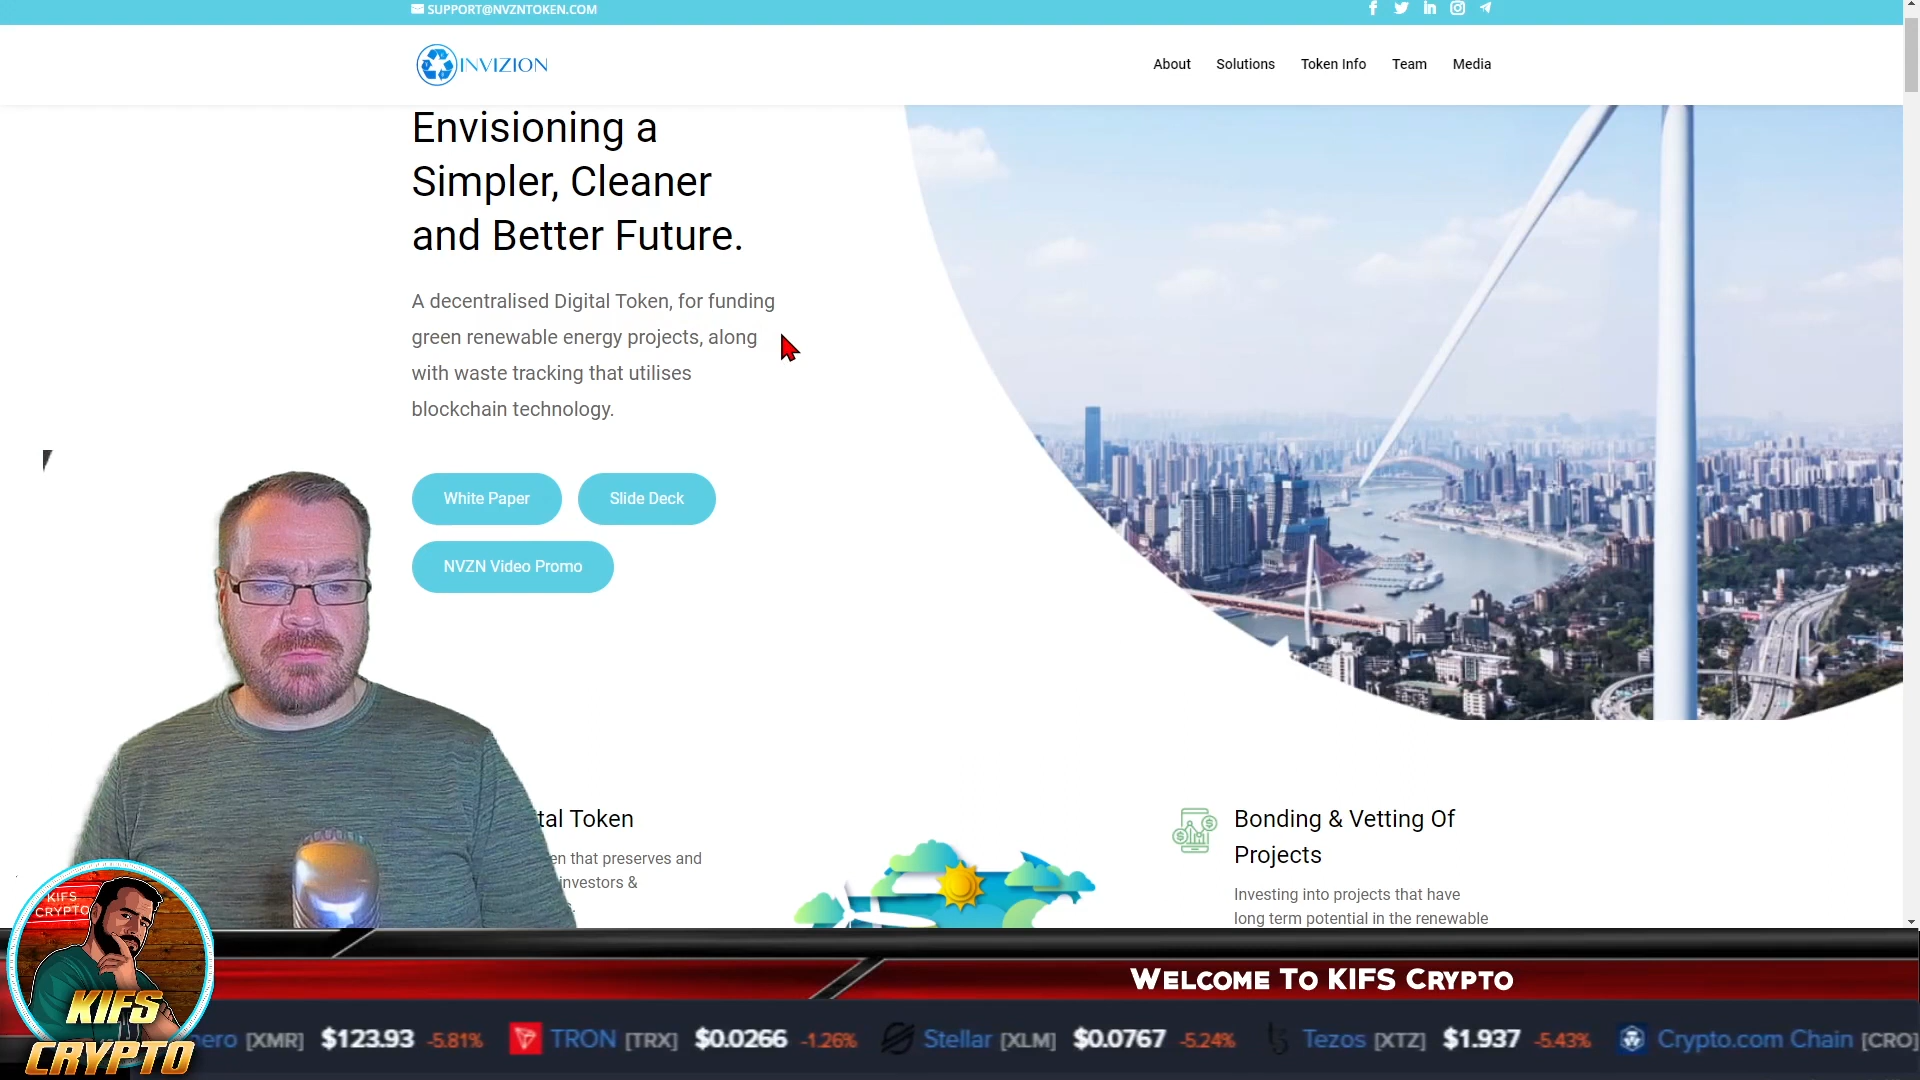 SUPPORT@NVZNTOKEN.COM
INVIZION
About
Solutions
Token Info
Team
Media
Envisioning a
Simpler, Cleaner
and Better Future.
A decentralised Digital Token, for funding
green renewable energy projects, along
with waste tracking that utilises
blockchain technology.
White Paper
Slide Deck
NVZN Video Promo
tal Token
en that preserves and
investors &
Bonding & Vetting Of
Projects
Investing into projects that have
long term potential in the renewable
KIFS
CRYPTO
KIFS
CRYPTO
Welcome To KIFS Crypto
nero [XMR] $123.93 -5.81%
TRON [TRX] $0.0266 -1.26%
Stellar [XLM] $0.0767 -5.24%
Tezos [XTZ] $1.937 -5.43%
Crypto.com Chain [CRO]